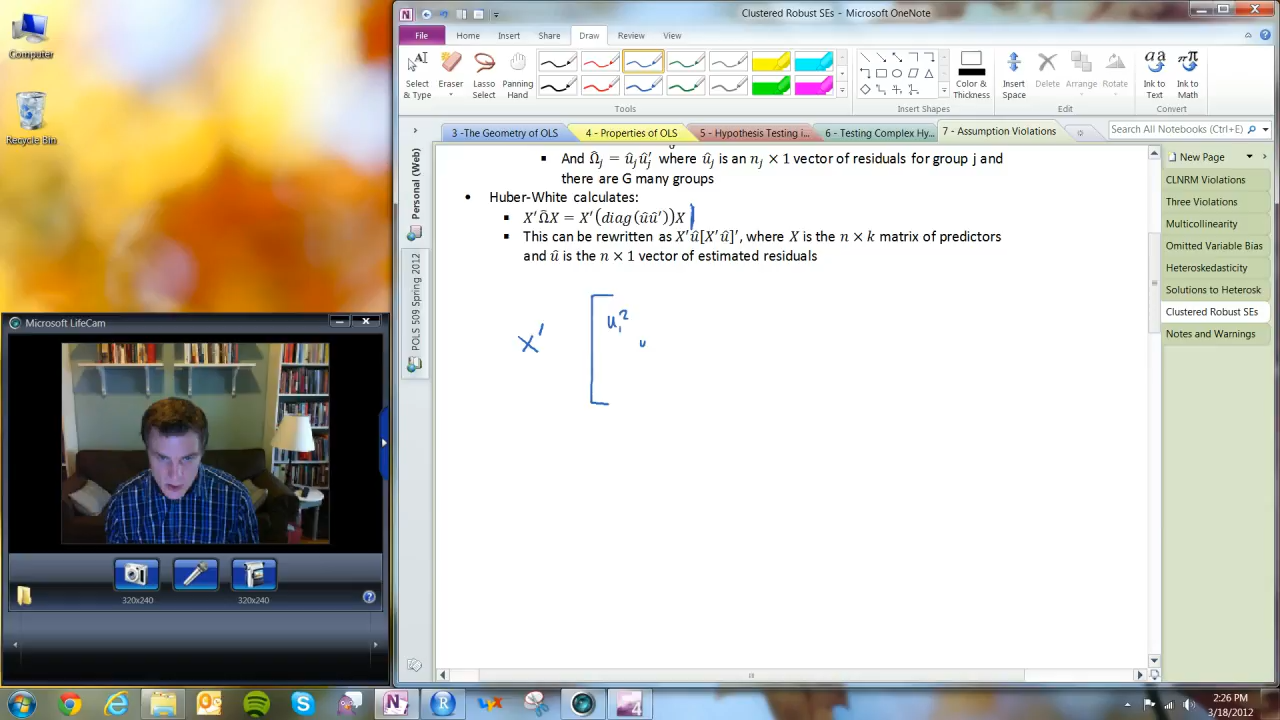 Computer
Recycle Bin
Microsoft LifeCam
320x240
320x240
Clustered Robust SEs - Microsoft OneNote
File
Home
Insert
Share
Draw
Review
View
Select & Type
Eraser
Lasso Select
Panning Hand
Tools
Insert Shapes
Color & Thickness
Insert Space
Delete
Arrange
Rotate
Edit
Ink to Text
Ink to Math
Convert
3 -The Geometry of OLS
4 - Properties of OLS
5 - Hypothesis Testing i...
6 - Testing Complex Hy...
7 - Assumption Violations
Search All Notebooks (Ctrl+E)
Personal (Web)
POLS 509 Spring 2012
And Ω̂ⱼ = ûⱼûⱼ′ where ûⱼ is an nⱼ × 1 vector of residuals for group j and
there are G many groups
Huber-White calculates:
X′Ω̂X = X′(diag(ûû′))X
This can be rewritten as X′û[X′û]′, where X is the n × k matrix of predictors
and û is the n × 1 vector of estimated residuals
X′ [ u₁²
u
New Page
CLNRM Violations
Three Violations
Multicollinearity
Omitted Variable Bias
Heteroskedasticity
Solutions to Heterosk
Clustered Robust SEs
Notes and Warnings
2:26 PM
3/18/2012